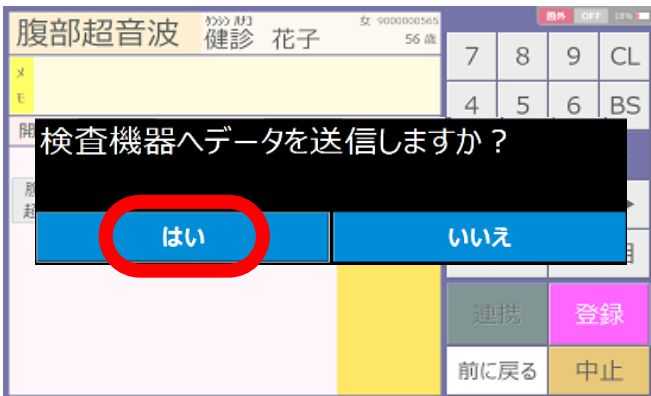 腹部超音波
ｹﾝｼﾝ ﾊﾅｺ
健診 花子
女 9000000565
56 歳
圏外 OFF 18%
メモ
7 8 9 CL
4 5 6 BS
開
検査機器へデータを送信しますか？
はい いいえ
超
連携 登録
前に戻る 中止